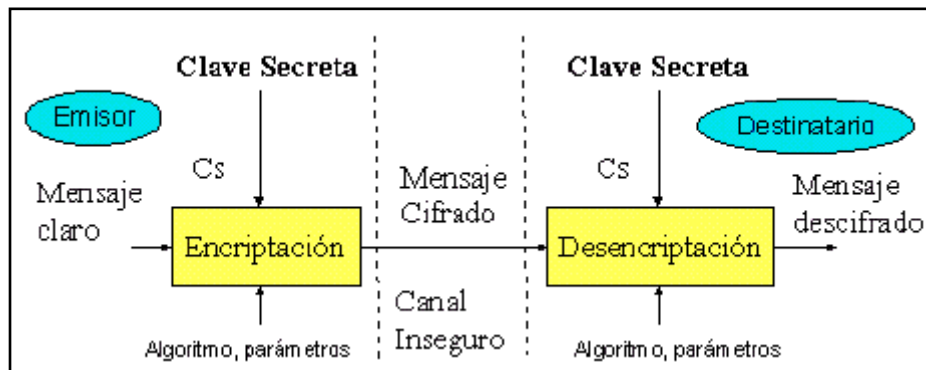 Clave Secreta
Clave Secreta
Emisor
Destinatario
Cs
Cs
Mensaje
claro
Mensaje
Cifrado
Mensaje
descifrado
Encriptación
Desencriptación
Canal
Inseguro
Algoritmo, parámetros
Algoritmo, parámetros